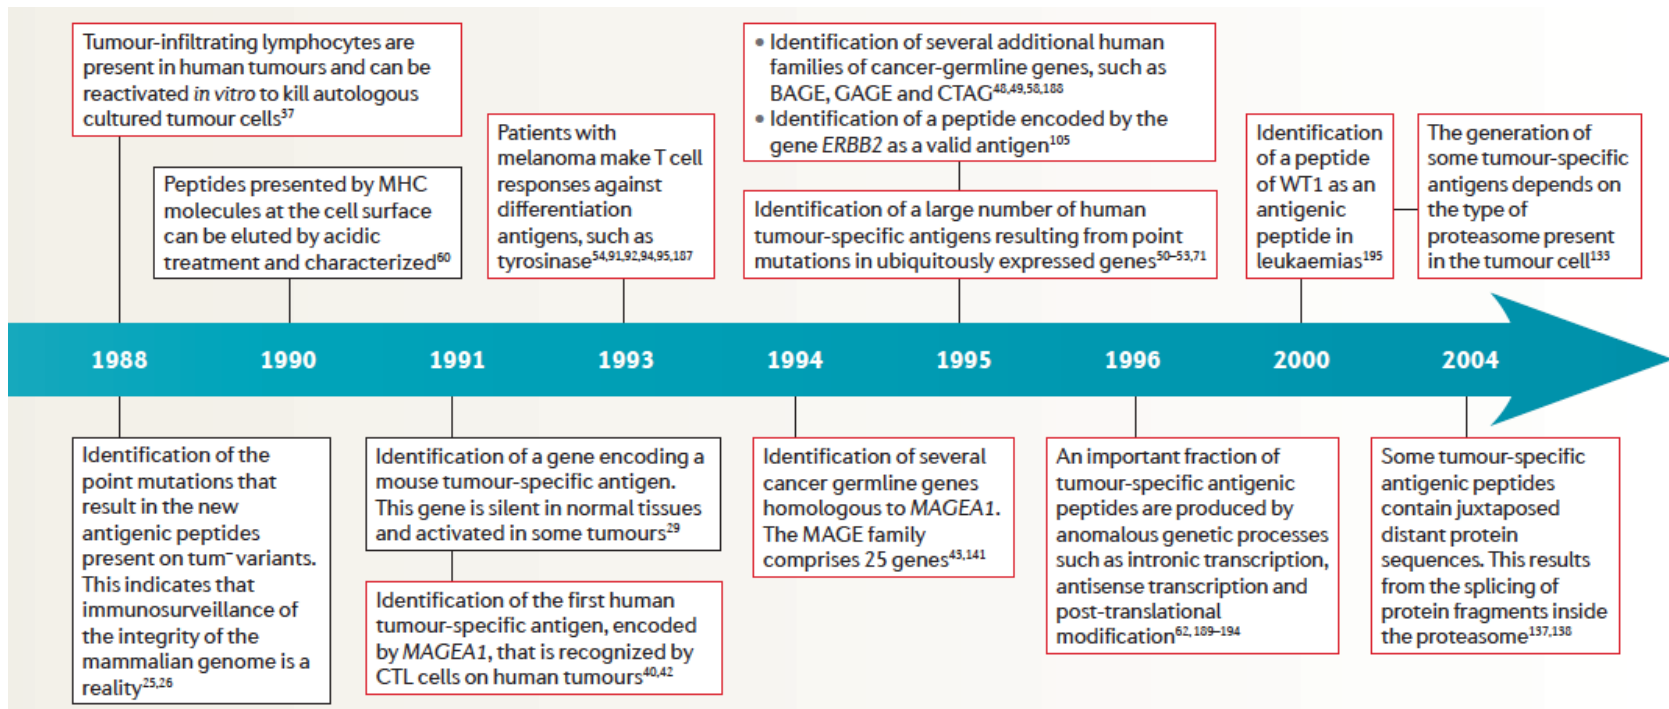 Tumour-infiltrating lymphocytes are
present in human tumours and can be
reactivated in vitro to kill autologous
cultured tumour cells37
Peptides presented by MHC
molecules at the cell surface
can be eluted by acidic
treatment and characterized60
Patients with
melanoma make T cell
responses against
differentiation
antigens, such as
tyrosinase54,91,92,94,95,187
• Identification of several additional human
families of cancer-germline genes, such as
BAGE, GAGE and CTAG48,49,58,188
• Identification of a peptide encoded by the
gene ERBB2 as a valid antigen105
Identification of a large number of human
tumour-specific antigens resulting from point
mutations in ubiquitously expressed genes50–53,71
Identification
of a peptide
of WT1 as an
antigenic
peptide in
leukaemias195
The generation of
some tumour-specific
antigens depends on
the type of
proteasome present
in the tumour cell133
1988 1990 1991 1993 1994 1995 1996 2000 2004
Identification of the
point mutations that
result in the new
antigenic peptides
present on tum– variants.
This indicates that
immunosurveillance of
the integrity of the
mammalian genome is a
reality25,26
Identification of a gene encoding a
mouse tumour-specific antigen.
This gene is silent in normal tissues
and activated in some tumours29
Identification of the first human
tumour-specific antigen, encoded
by MAGEA1, that is recognized by
CTL cells on human tumours40,42
Identification of several
cancer germline genes
homologous to MAGEA1.
The MAGE family
comprises 25 genes43,141
An important fraction of
tumour-specific antigenic
peptides are produced by
anomalous genetic processes
such as intronic transcription,
antisense transcription and
post-translational
modification62,189–194
Some tumour-specific
antigenic peptides
contain juxtaposed
distant protein
sequences. This results
from the splicing of
protein fragments inside
the proteasome137,138